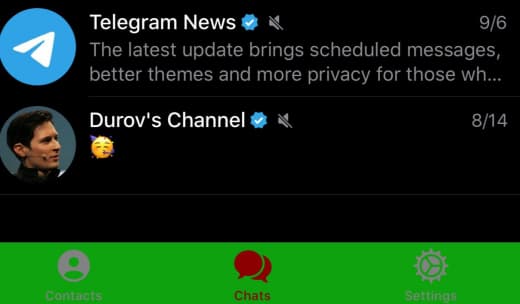 Telegram News
9/6
The latest update brings scheduled messages,
better themes and more privacy for those wh...
Durov's Channel
8/14
🥳
Contacts
Chats
Settings